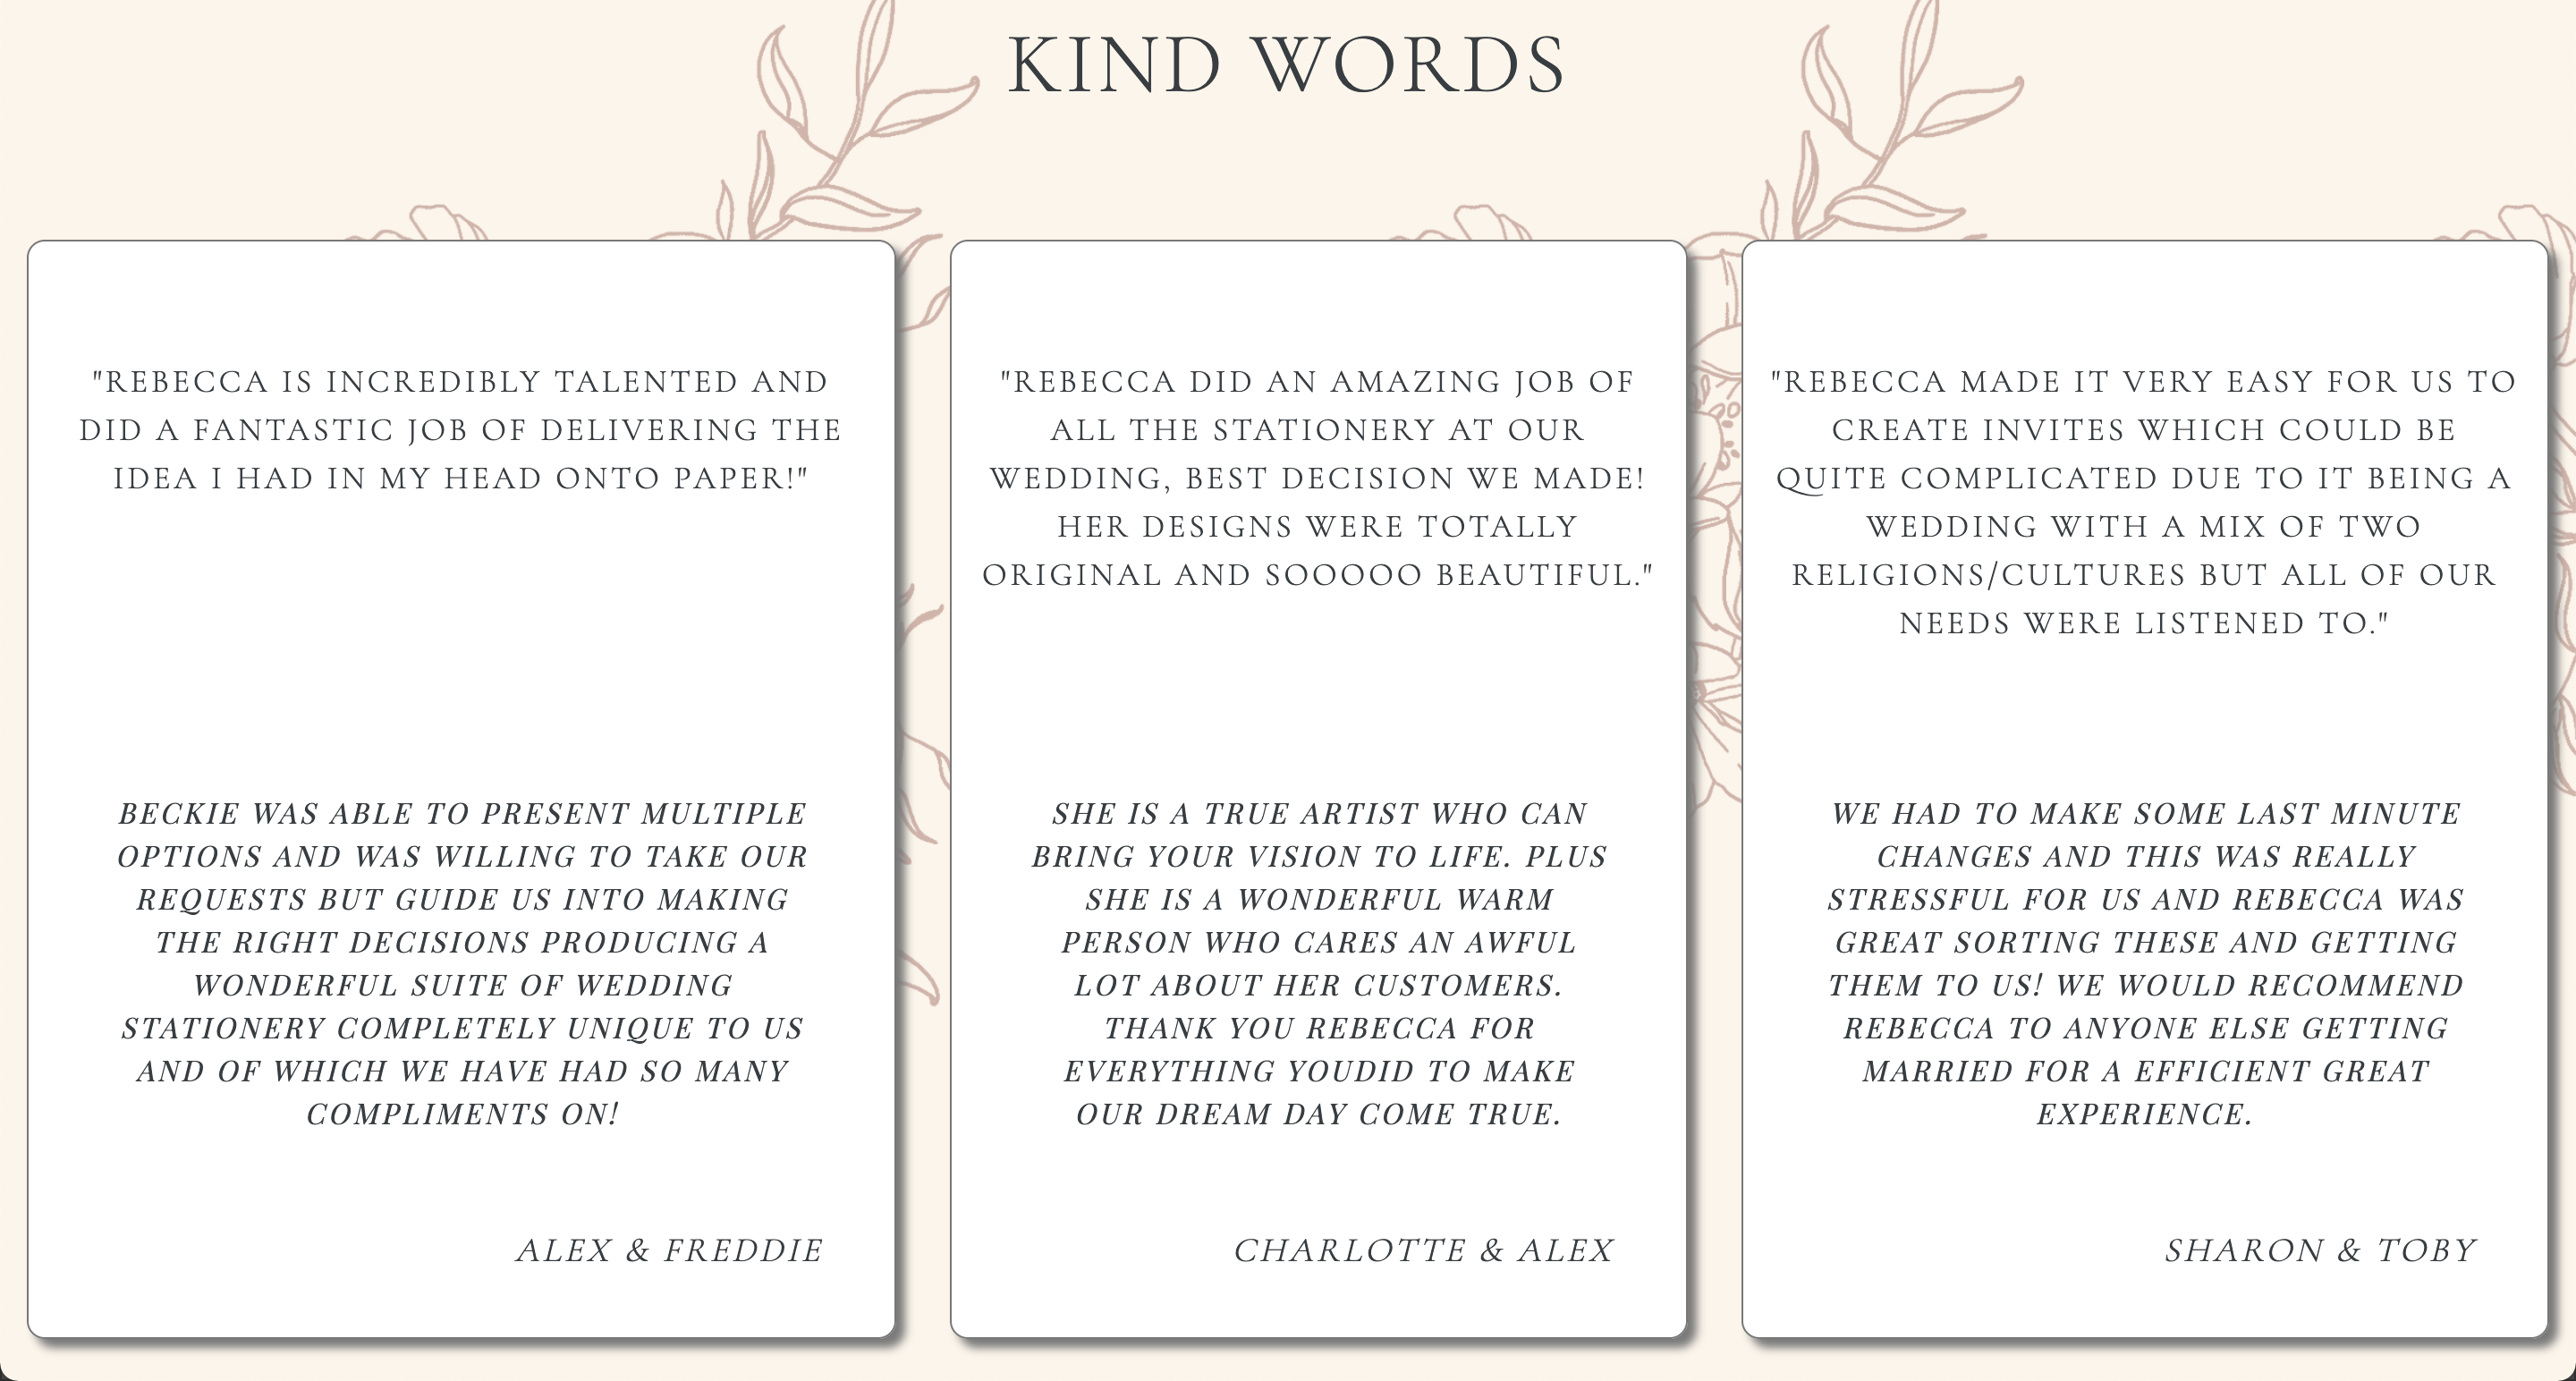 KIND WORDS
"REBECCA IS INCREDIBLY TALENTED AND
DID A FANTASTIC JOB OF DELIVERING THE
IDEA I HAD IN MY HEAD ONTO PAPER!"
BECKIE WAS ABLE TO PRESENT MULTIPLE
OPTIONS AND WAS WILLING TO TAKE OUR
REQUESTS BUT GUIDE US INTO MAKING
THE RIGHT DECISIONS PRODUCING A
WONDERFUL SUITE OF WEDDING
STATIONERY COMPLETELY UNIQUE TO US
AND OF WHICH WE HAVE HAD SO MANY
COMPLIMENTS ON!
ALEX & FREDDIE
"REBECCA DID AN AMAZING JOB OF
ALL THE STATIONERY AT OUR
WEDDING, BEST DECISION WE MADE!
HER DESIGNS WERE TOTALLY
ORIGINAL AND SOOOOO BEAUTIFUL."
SHE IS A TRUE ARTIST WHO CAN
BRING YOUR VISION TO LIFE. PLUS
SHE IS A WONDERFUL WARM
PERSON WHO CARES AN AWFUL
LOT ABOUT HER CUSTOMERS.
THANK YOU REBECCA FOR
EVERYTHING YOUDID TO MAKE
OUR DREAM DAY COME TRUE.
CHARLOTTE & ALEX
"REBECCA MADE IT VERY EASY FOR US TO
CREATE INVITES WHICH COULD BE
QUITE COMPLICATED DUE TO IT BEING A
WEDDING WITH A MIX OF TWO
RELIGIONS/CULTURES BUT ALL OF OUR
NEEDS WERE LISTENED TO."
WE HAD TO MAKE SOME LAST MINUTE
CHANGES AND THIS WAS REALLY
STRESSFUL FOR US AND REBECCA WAS
GREAT SORTING THESE AND GETTING
THEM TO US! WE WOULD RECOMMEND
REBECCA TO ANYONE ELSE GETTING
MARRIED FOR A EFFICIENT GREAT
EXPERIENCE.
SHARON & TOBY